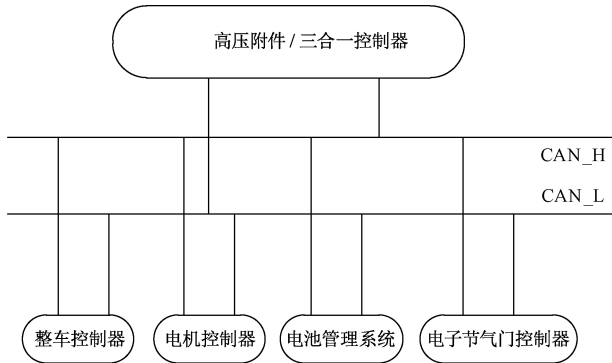 高压附件/三合一控制器
CAN_H
CAN_L
整车控制器
电机控制器
电池管理系统
电子节气门控制器